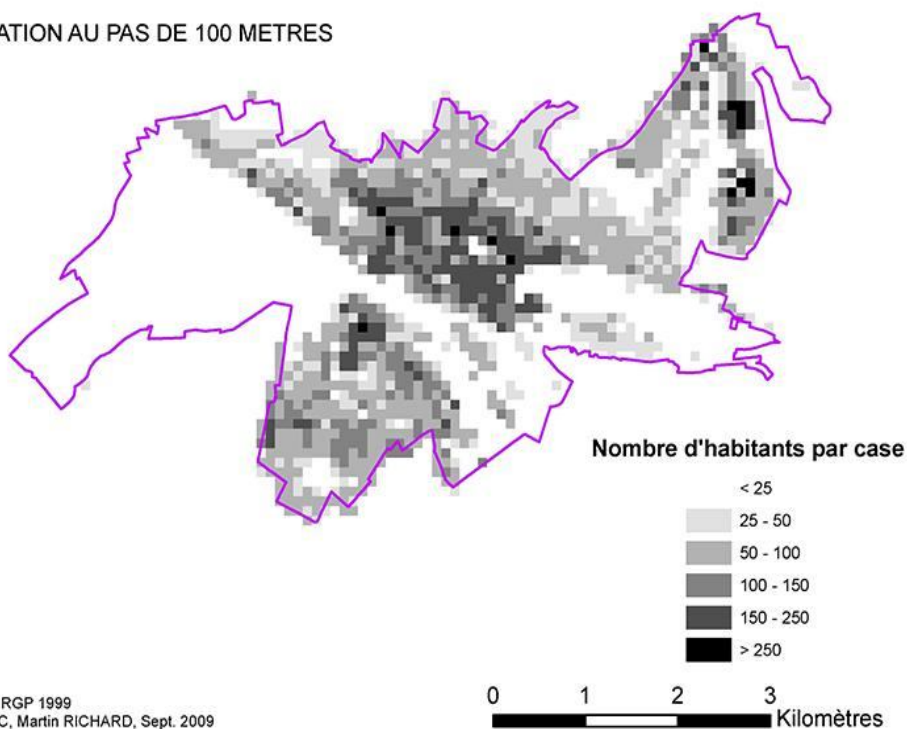 ATION AU PAS DE 100 METRES
Nombre d'habitants par case
< 25
25 - 50
50 - 100
100 - 150
150 - 250
> 250
RGP 1999
C, Martin RICHARD, Sept. 2009
0 1 2 3
Kilomètres